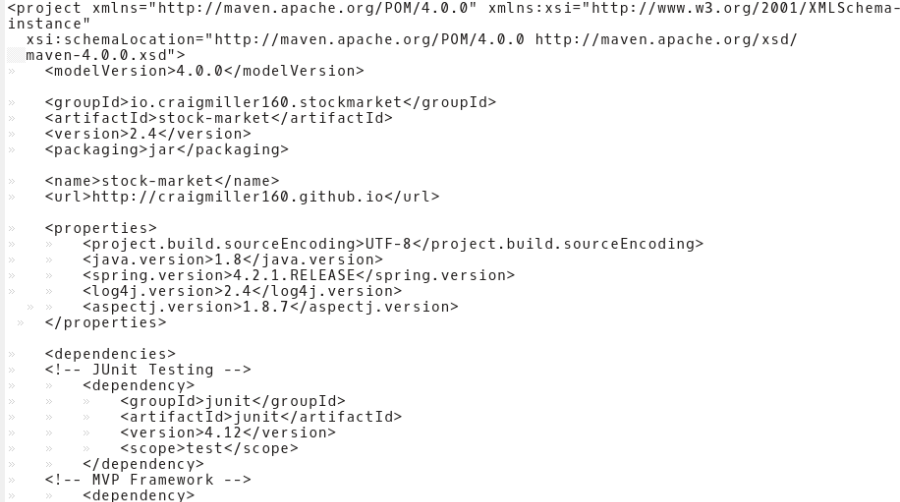 <project xmlns="http://maven.apache.org/POM/4.0.0" xmlns:xsi="http://www.w3.org/2001/XMLSchema-
instance"
xsi:schemaLocation="http://maven.apache.org/POM/4.0.0 http://maven.apache.org/xsd/
maven-4.0.0.xsd">
<modelVersion>4.0.0</modelVersion>
<groupId>io.craigmiller160.stockmarket</groupId>
<artifactId>stock-market</artifactId>
<version>2.4</version>
<packaging>jar</packaging>
<name>stock-market</name>
<url>http://craigmiller160.github.io</url>
<properties>
<project.build.sourceEncoding>UTF-8</project.build.sourceEncoding>
<java.version>1.8</java.version>
<spring.version>4.2.1.RELEASE</spring.version>
<log4j.version>2.4</log4j.version>
<aspectj.version>1.8.7</aspectj.version>
</properties>
<dependencies>
<!-- JUnit Testing -->
<dependency>
<groupId>junit</groupId>
<artifactId>junit</artifactId>
<version>4.12</version>
<scope>test</scope>
</dependency>
<!-- MVP Framework -->
<dependency>